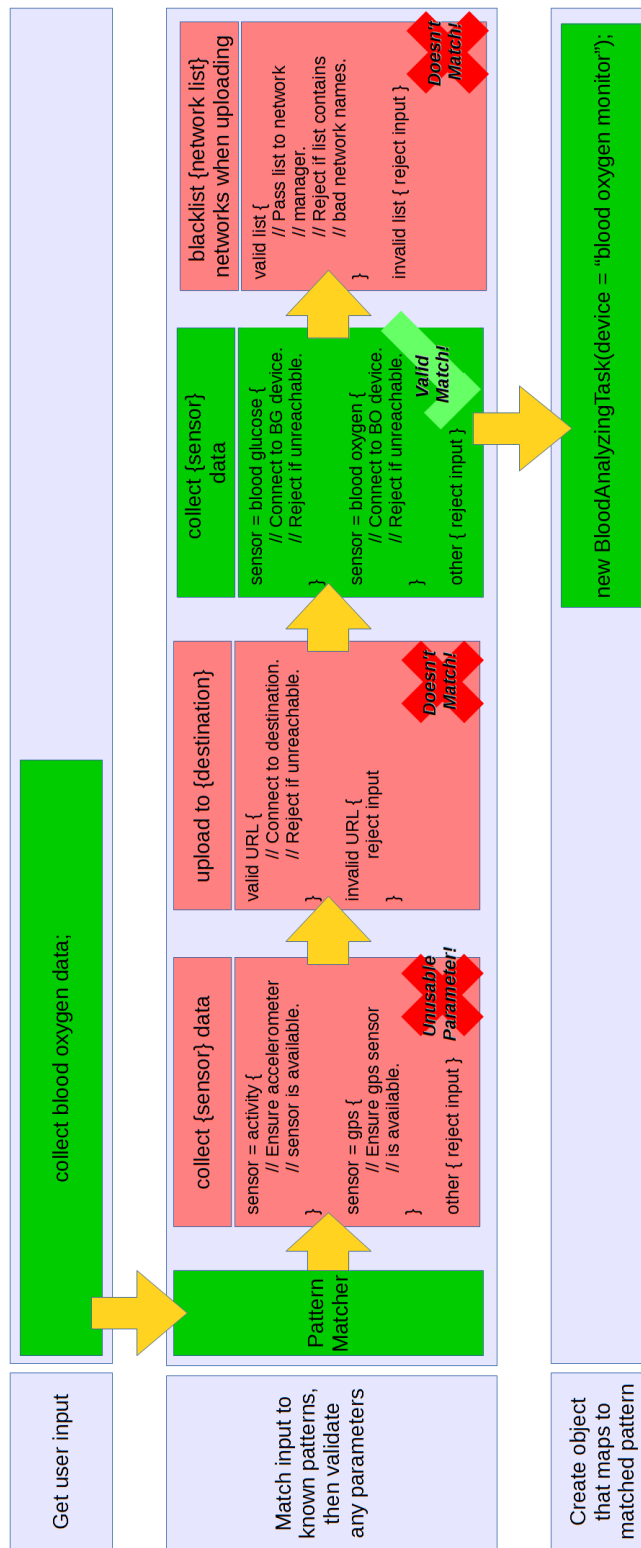 Get user input
collect blood oxygen data;
Match input to
known patterns,
then validate
any parameters
Pattern
Matcher
collect {sensor} data
sensor = activity {
// Ensure accelerometer
// sensor is available.
}
sensor = gps {
// Ensure gps sensor
// is available.
}
other { reject input }
Unusable
Parameter!
upload to {destination}
valid URL {
// Connect to destination.
// Reject if unreachable.
}
invalid URL {
reject input
}
Doesn't
Match!
collect {sensor}
data
sensor = blood glucose {
// Connect to BG device.
// Reject if unreachable.
}
sensor = blood oxygen {
// Connect to BO device.
// Reject if unreachable.
}
other { reject input }
Valid
Match!
blacklist {network list}
networks when uploading
valid list {
// Pass list to network
// manager.
// Reject if list contains
// bad network names.
}
invalid list { reject input }
Doesn't
Match!
Create object
that maps to
matched pattern
new BloodAnalyzingTask(device = “blood oxygen monitor”);